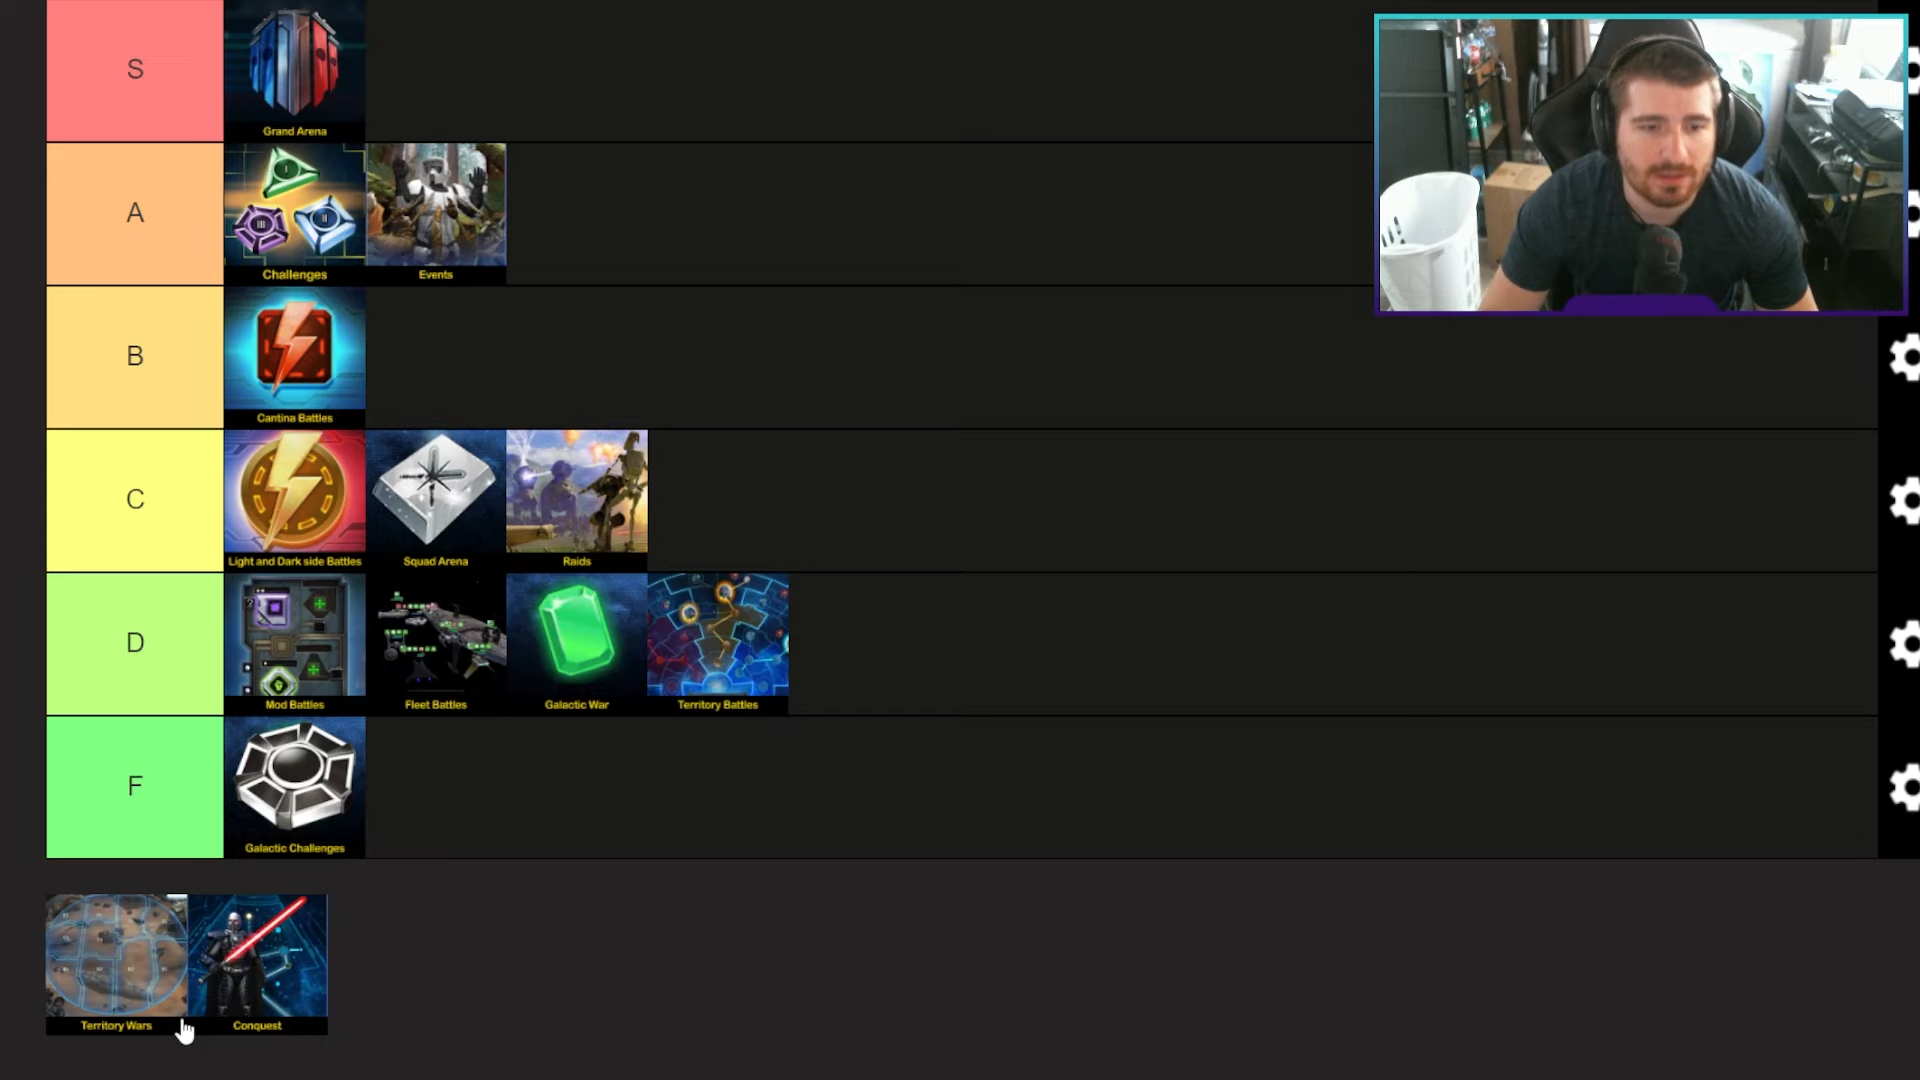 S
Grand Arena
A
Challenges
Events
B
Cantina Battles
C
Light and Dark side Battles
Squad Arena
Raids
D
Mod Battles
Fleet Battles
Galactic War
Territory Battles
F
Galactic Challenges
Territory Wars
Conquest